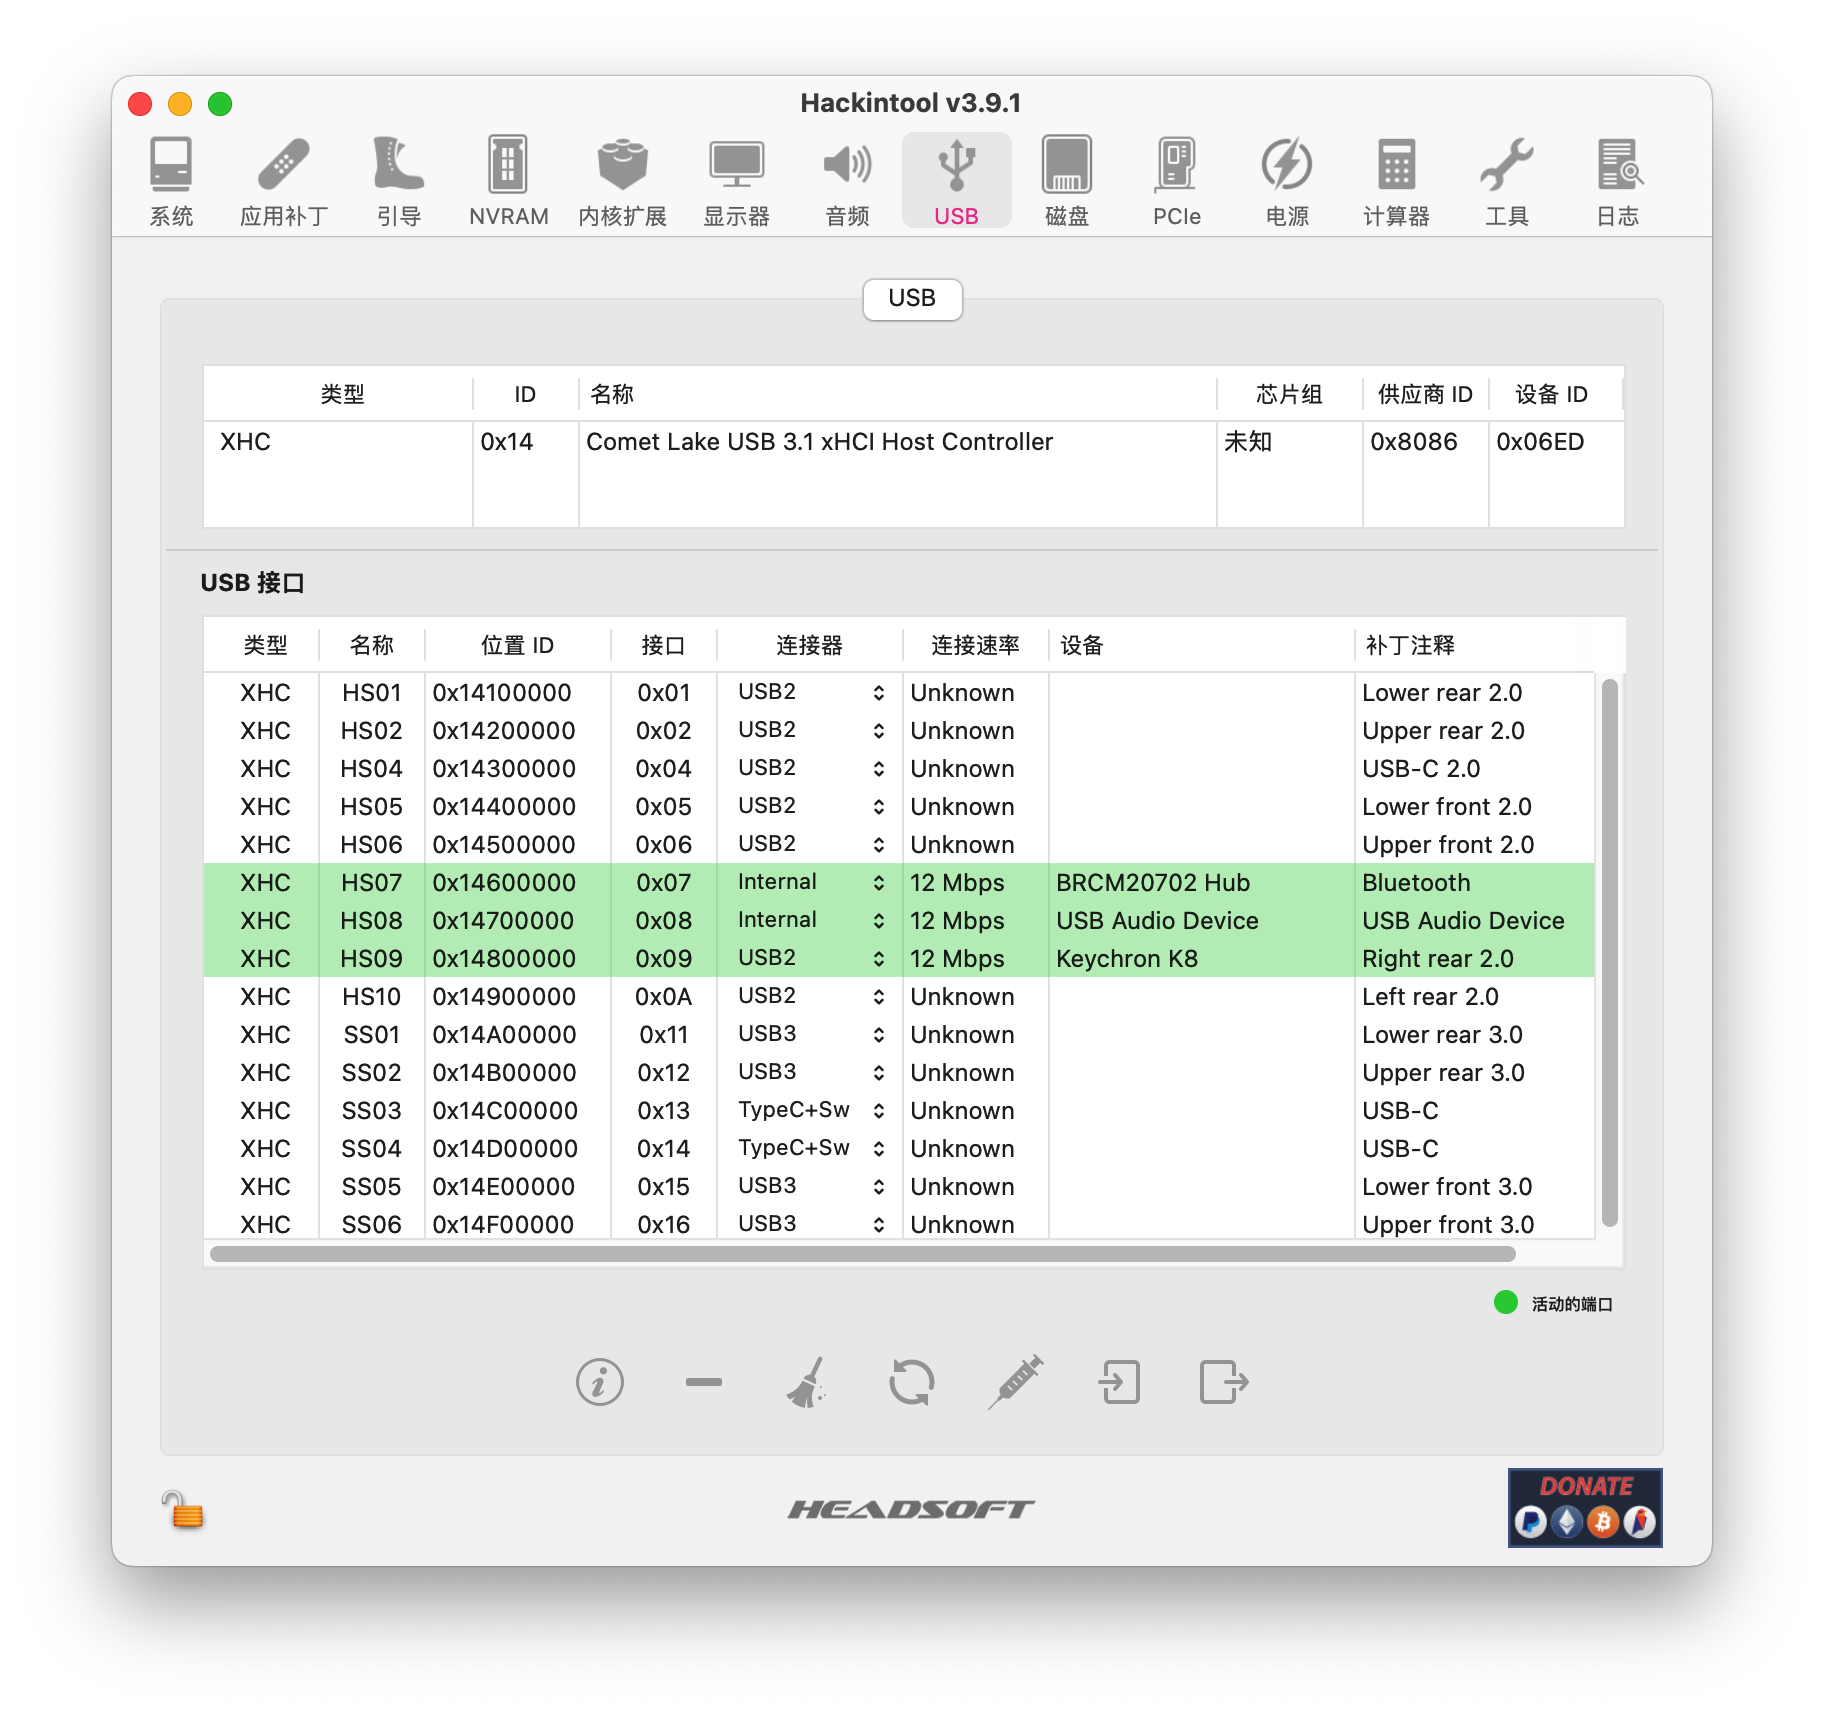 Hackintool v3.9.1
系统 应用补丁 引导 NVRAM 内核扩展 显示器 音频 USB 磁盘 PCIe 电源 计算器 工具 日志
USB
类型 ID 名称 芯片组 供应商 ID 设备 ID
XHC 0x14 Comet Lake USB 3.1 xHCI Host Controller 未知 0x8086 0x06ED
USB 接口
类型 名称 位置 ID 接口 连接器 连接速率 设备 补丁注释
XHC HS01 0x14100000 0x01 USB2 Unknown Lower rear 2.0
XHC HS02 0x14200000 0x02 USB2 Unknown Upper rear 2.0
XHC HS04 0x14300000 0x04 USB2 Unknown USB-C 2.0
XHC HS05 0x14400000 0x05 USB2 Unknown Lower front 2.0
XHC HS06 0x14500000 0x06 USB2 Unknown Upper front 2.0
XHC HS07 0x14600000 0x07 Internal 12 Mbps BRCM20702 Hub Bluetooth
XHC HS08 0x14700000 0x08 Internal 12 Mbps USB Audio Device USB Audio Device
XHC HS09 0x14800000 0x09 USB2 12 Mbps Keychron K8 Right rear 2.0
XHC HS10 0x14900000 0x0A USB2 Unknown Left rear 2.0
XHC SS01 0x14A00000 0x11 USB3 Unknown Lower rear 3.0
XHC SS02 0x14B00000 0x12 USB3 Unknown Upper rear 3.0
XHC SS03 0x14C00000 0x13 TypeC+Sw Unknown USB-C
XHC SS04 0x14D00000 0x14 TypeC+Sw Unknown USB-C
XHC SS05 0x14E00000 0x15 USB3 Unknown Lower front 3.0
XHC SS06 0x14F00000 0x16 USB3 Unknown Upper front 3.0
活动的端口
HEADSOFT
DONATE